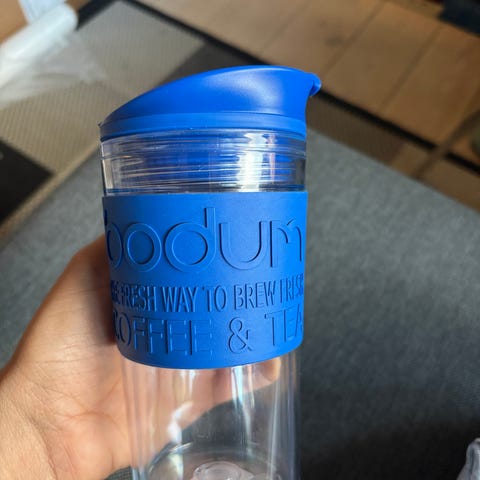 bodum
FRESH WAY TO BREW FRESH
COFFEE & TEA